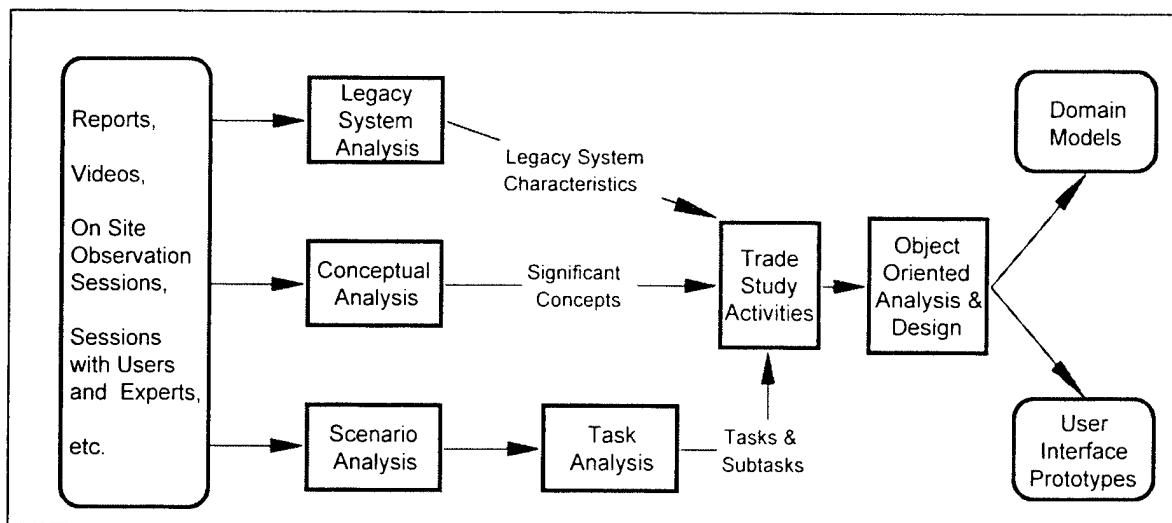 Reports,
Videos,
On Site
Observation
Sessions,
Sessions
with Users
and Experts,
etc.
Legacy
System
Analysis
Legacy System
Characteristics
Conceptual
Analysis
Significant
Concepts
Scenario
Analysis
Task
Analysis
Tasks &
Subtasks
Trade
Study
Activities
Object
Oriented
Analysis &
Design
Domain
Models
User
Interface
Prototypes